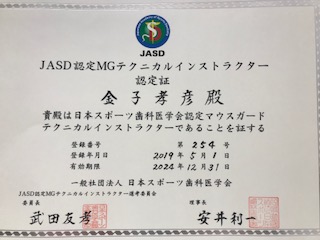 JASD
JASD認定MGテクニカルインストラクター
認定証
金子孝彦殿
貴殿は日本スポーツ歯科医学会認定マウスガード
テクニカルインストラクターであることを証する
登録番号 第 254 号
登録年月日 2019年5月1日
有効期限 2024年12月31日
一般社団法人 日本スポーツ歯科医学会
JASD認定MGテクニカルインストラクター選考委員会
委員長 武田友孝 理事長 安井利一